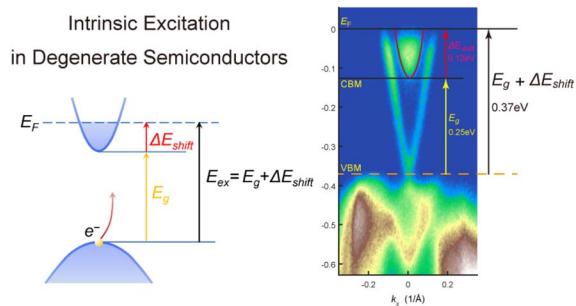 Intrinsic Excitation
in Degenerate Semiconductors
E_F
ΔE_shift
E_g
E_ex = E_g + ΔE_shift
e⁻
E_F
0
ΔE_shift
0.12eV
-0.1
CBM
E_g
0.25eV
E_g + ΔE_shift
0.37eV
-0.2
-0.3
VBM
-0.4
-0.5
-0.6
-0.2
0
0.2
k_x (1/Å)